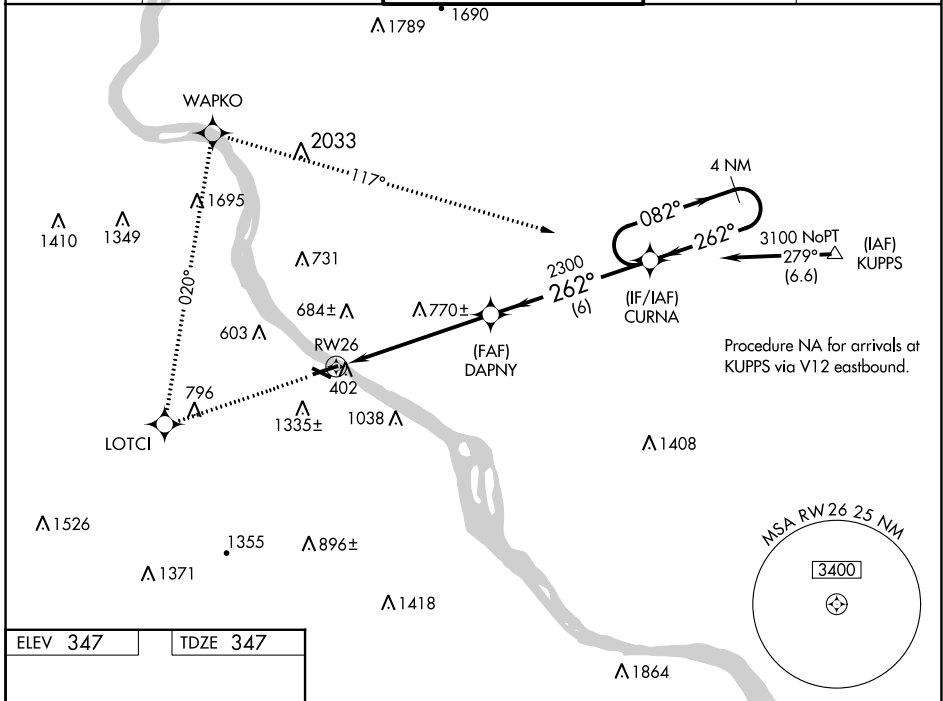 1690
1789
WAPKO
2033
117°
4 NM
1695
082°
262°
3100 NoPT
279°
(6.6)
(IAF)
KUPPS
1410
1349
020°
731
2300
262°
(6)
(IF/IAF)
CURNA
684±
770±
603
RW26
(FAF)
DAPNY
Procedure NA for arrivals at
KUPPS via V12 eastbound.
402
796
1335±
1038
LOTCI
1408
1526
1355
896±
MSA RW26 25 NM
3400
1371
1418
ELEV 347
TDZE 347
1864